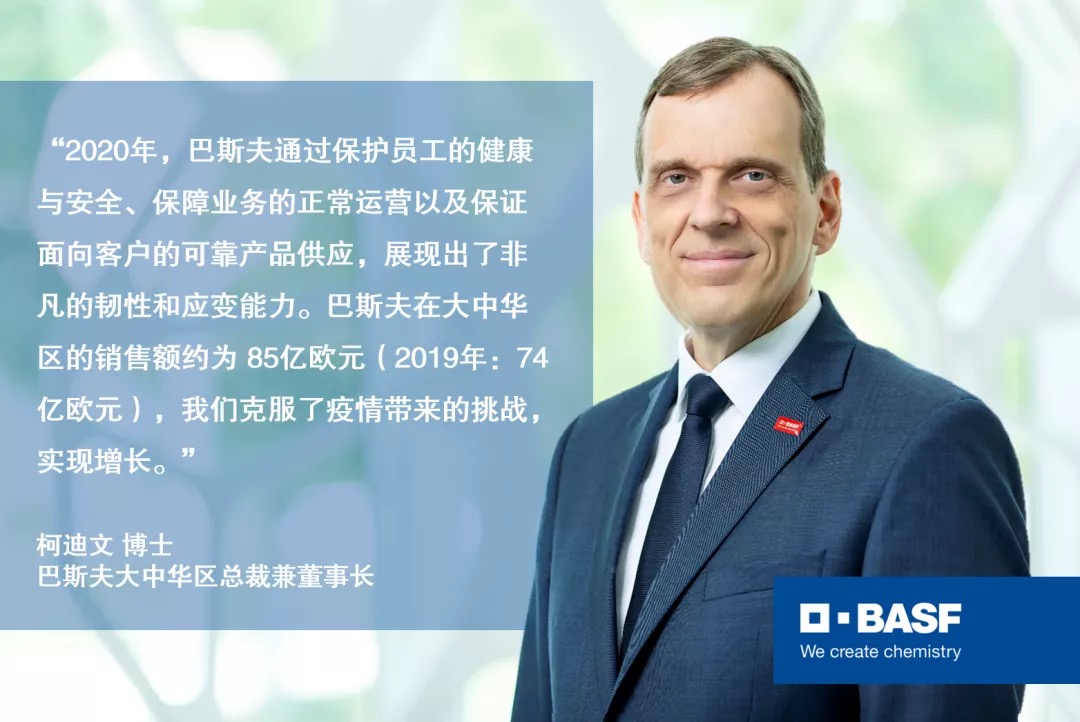 “2020年，巴斯夫通过保护员工的健康
与安全、保障业务的正常运营以及保证
面向客户的可靠产品供应，展现出了非
凡的韧性和应变能力。巴斯夫在大中华
区的销售额约为 85亿欧元（2019年：74
亿欧元），我们克服了疫情带来的挑战，
实现增长。”
柯迪文 博士
巴斯夫大中华区总裁兼董事长
BASF
BASF
We create chemistry